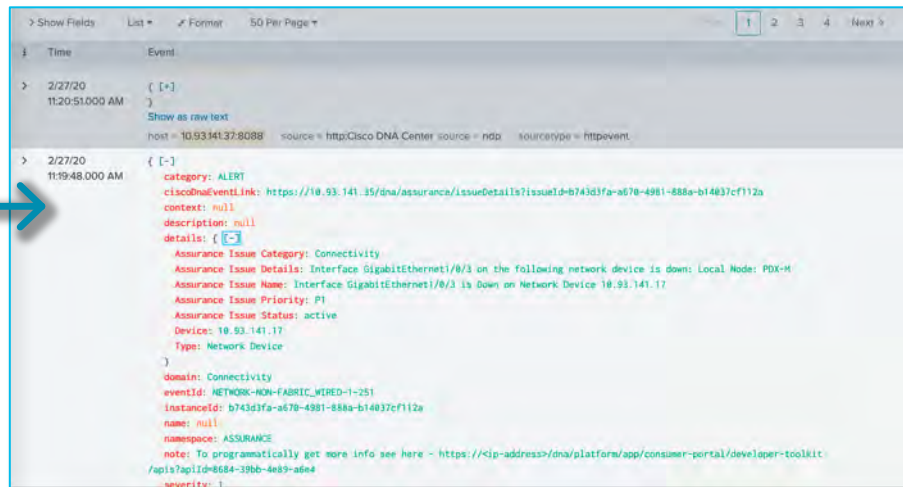 > Show Fields List ▾ Format 50 Per Page ▾ 1 2 3 4 Next >
i Time Event
> 2/27/20 { [+]
11:20:51.000 AM }
Show as raw text
host = 10.93.141.37:8088 source = http:Cisco DNA Center source = ndp sourcetype = httpevent
> 2/27/20 { [-]
11:19:48.000 AM category: ALERT
ciscoDnaEventLink: https://10.93.141.35/dna/assurance/issueDetails?issueId=b743d3fa-a670-4981-888a-b14037cf112a
context: null
description: null
details: { [-]
Assurance Issue Category: Connectivity
Assurance Issue Details: Interface GigabitEthernet1/0/3 on the following network device is down: Local Node: PDX-M
Assurance Issue Name: Interface GigabitEthernet1/0/3 is Down on Network Device 10.93.141.17
Assurance Issue Priority: P1
Assurance Issue Status: active
Device: 10.93.141.17
Type: Network Device
}
domain: Connectivity
eventId: NETWORK-NON-FABRIC_WIRED-1-251
instanceId: b743d3fa-a670-4981-888a-b14037cf112a
name: null
namespace: ASSURANCE
note: To programmatically get more info see here - https://<ip-address>/dna/platform/app/consumer-portal/developer-toolkit
/apis?apiId=8684-39bb-4e89-a6e4
severity: 1